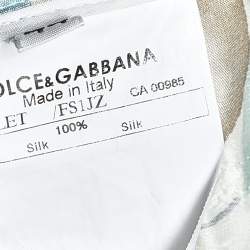 OLCE&GABBANA
Made in Italy
CA 00985
LET /FS1JZ
100%
Silk Silk